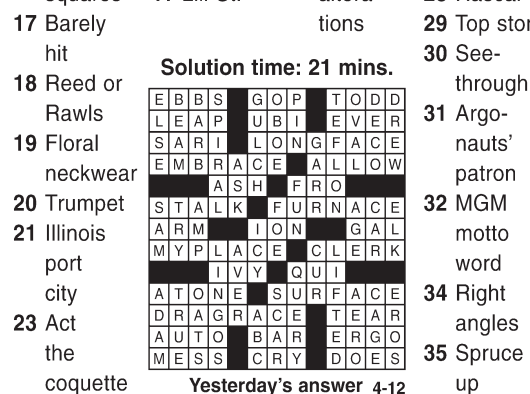 squares
17 Barely
hit
18 Reed or
Rawls
19 Floral
neckwear
20 Trumpet
21 Illinois
port
city
23 Act
the
coquette
tions
Solution time: 21 mins.
E B B S G O P T O D D
L E A P U B I E V E R
S A R I L O N G F A C E
E M B R A C E A L L O W
A S H F R O
S T A L K F U R N A C E
A R M I O N G A L
M Y P L A C E C L E R K
I V Y Q U I
A T O N E S U R F A C E
D R A G R A C E T E A R
A U T O B A R E R G O
M E S S C R Y D O E S
Yesterday's answer 4-12
29 Top stor
30 See-
through
31 Argo-
nauts'
patron
32 MGM
motto
word
34 Right
angles
35 Spruce
up